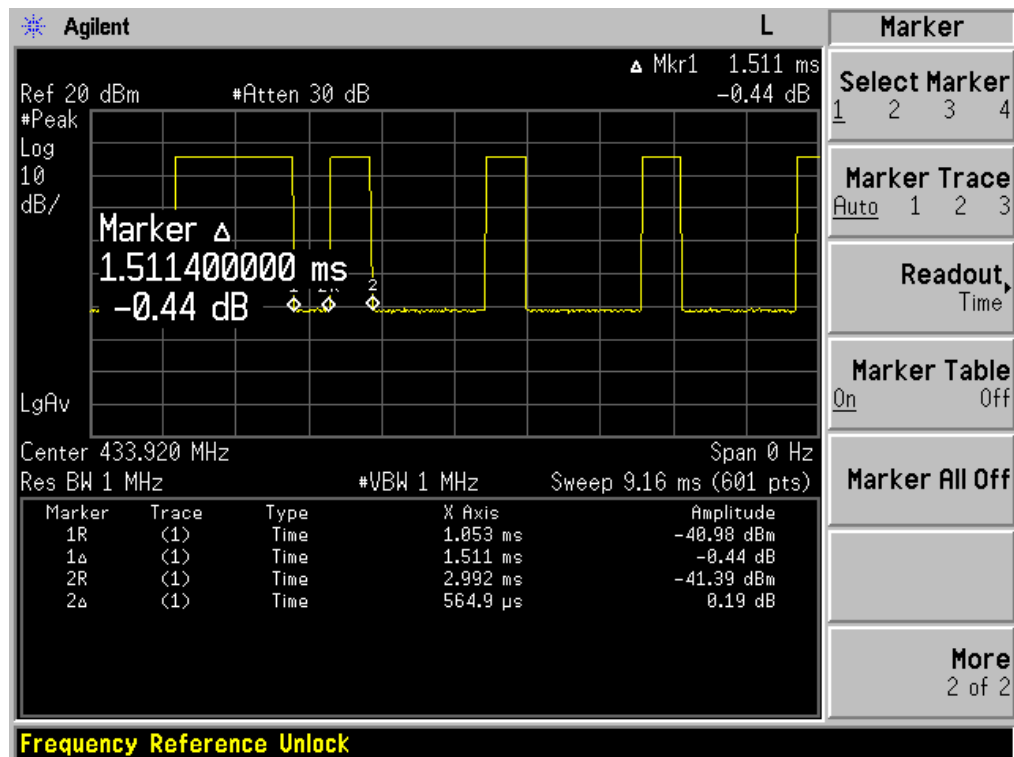 Agilent L Marker
Δ Mkr1 1.511 ms
Ref 20 dBm #Atten 30 dB -0.44 dB
#Peak
Log
10
dB/
Marker Δ
1.511400000 ms
-0.44 dB
2
LgAv
Center 433.920 MHz Span 0 Hz
Res BW 1 MHz #VBW 1 MHz Sweep 9.16 ms (601 pts)
Marker Trace Type X Axis Amplitude
1R (1) Time 1.053 ms -40.98 dBm
1Δ (1) Time 1.511 ms -0.44 dB
2R (1) Time 2.992 ms -41.39 dBm
2Δ (1) Time 564.9 µs 0.19 dB
Select Marker
1 2 3 4
Marker Trace
Auto 1 2 3
Readout
Time
Marker Table
On Off
Marker All Off
More
2 of 2
Frequency Reference Unlock